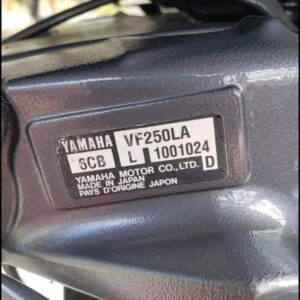 YAMAHA VF250LA
6CB L 1001024 D
YAMAHA MOTOR CO., LTD.
MADE IN JAPAN
PAYS D'ORIGINE JAPON